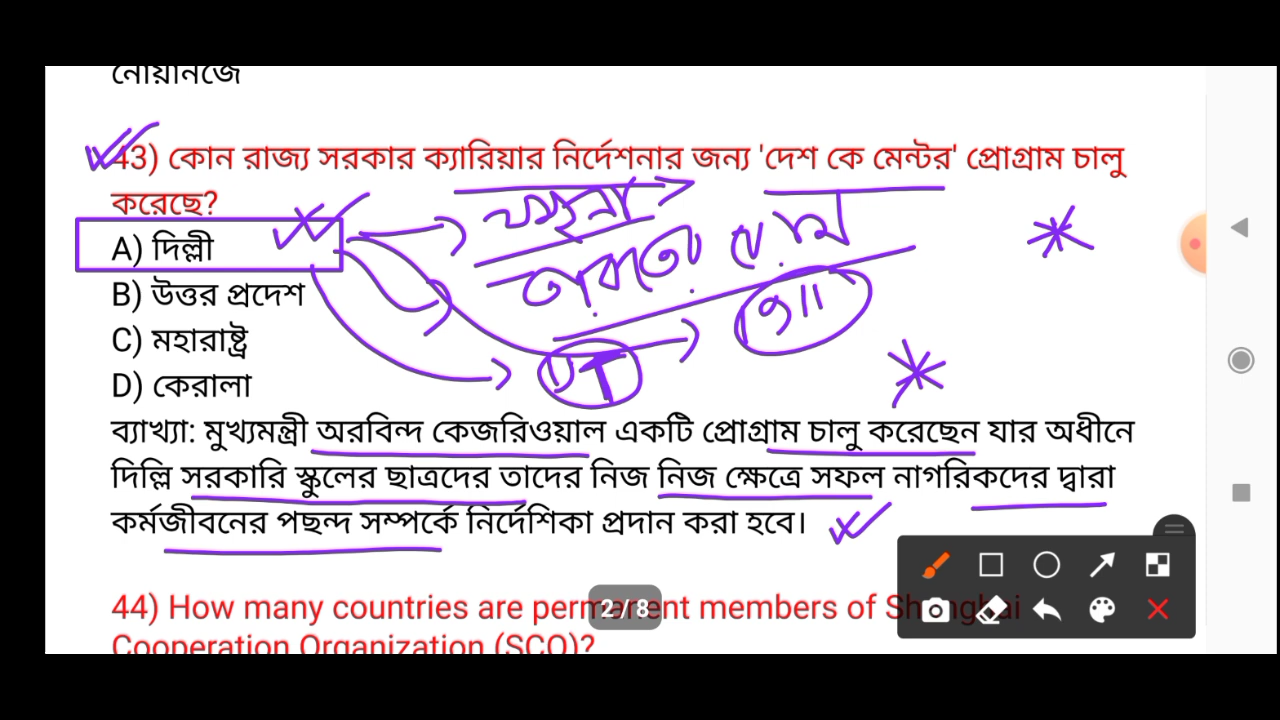 নোয়ানজে
43) কোন রাজ্য সরকার ক্যারিয়ার নির্দেশনার জন্য 'দেশ কে মেন্টর' প্রোগ্রাম চালু
করেছে?
A) দিল্লী
B) উত্তর প্রদেশ
C) মহারাষ্ট্র
D) কেরালা
ব্যাখ্যা: মুখ্যমন্ত্রী অরবিন্দ কেজরিওয়াল একটি প্রোগ্রাম চালু করেছেন যার অধীনে
দিল্লি সরকারি স্কুলের ছাত্রদের তাদের নিজ নিজ ক্ষেত্রে সফল নাগরিকদের দ্বারা
কর্মজীবনের পছন্দ সম্পর্কে নির্দেশিকা প্রদান করা হবে।
44) How many countries are permanent members of Shanghai
Cooperation Organization (SCO)?
2 / 8